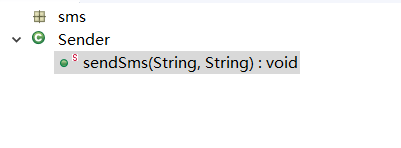 sms
Sender
sendSms(String, String) : void